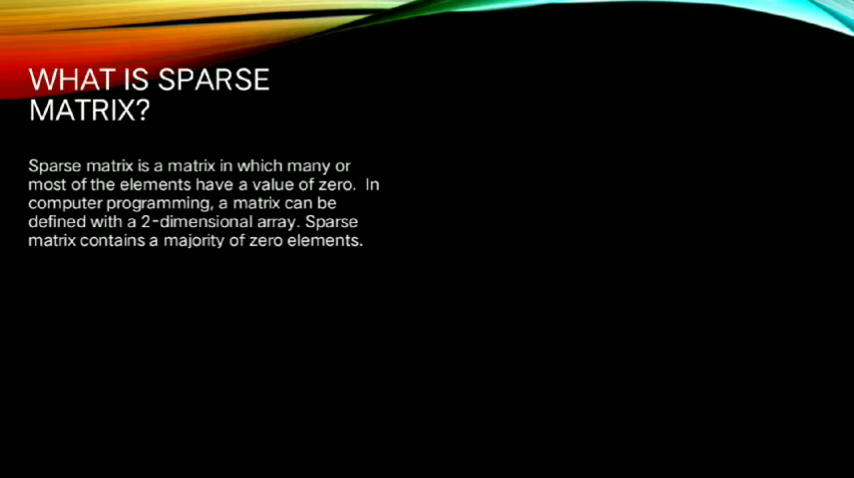 WHAT IS SPARSE
MATRIX?
Sparse matrix is a matrix in which many or
most of the elements have a value of zero.  In
computer programming, a matrix can be
defined with a 2-dimensional array. Sparse
matrix contains a majority of zero elements.